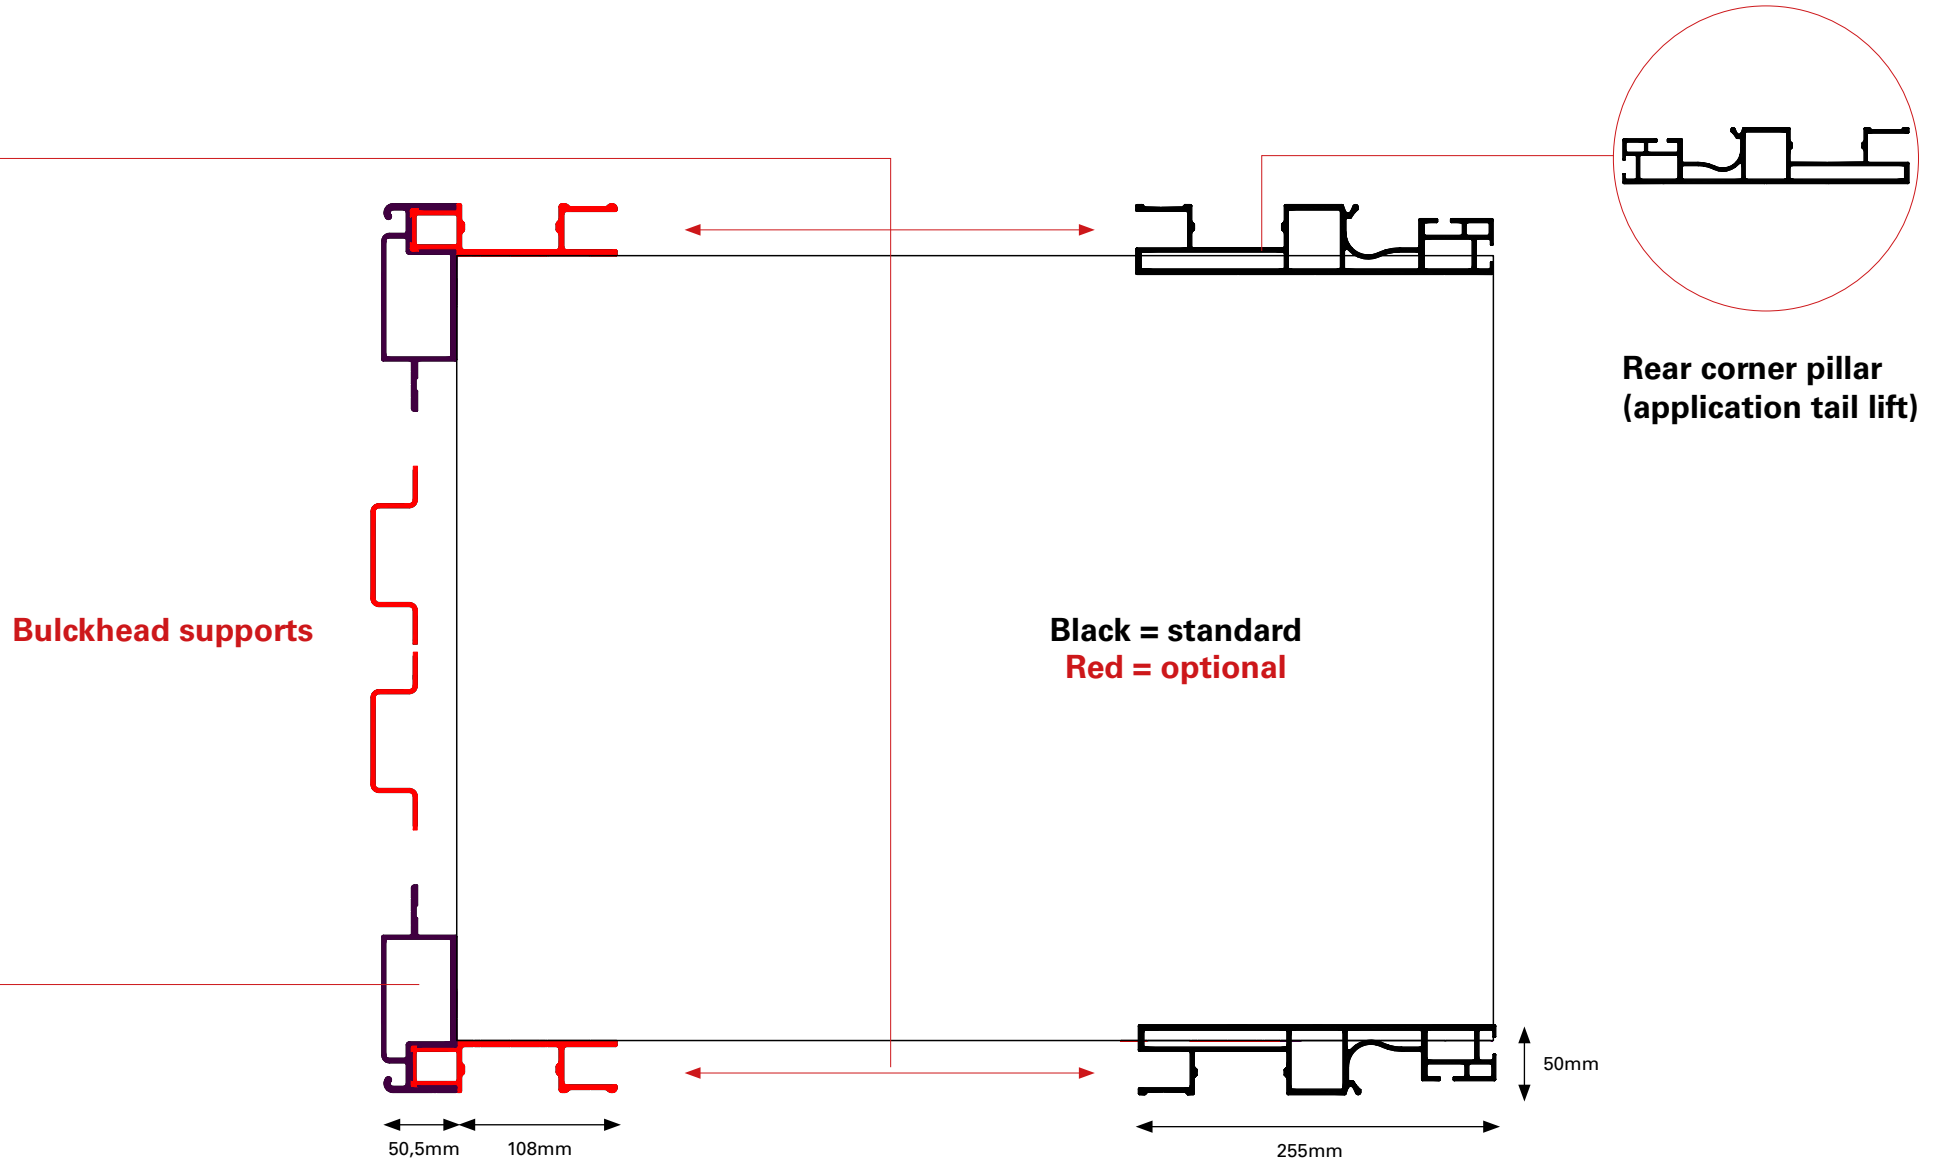 Rear corner pillar
(application tail lift)
Bulckhead supports
Black = standard
Red = optional
50mm
50,5mm
108mm
255mm